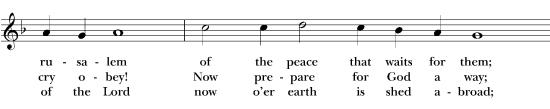 ru - sa - lem of the peace that waits for them;
cry o - bey! Now pre - pare for God a way;
of the Lord now o'er earth is shed a - broad;